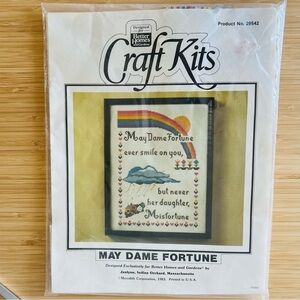 Designed
for
Better Homes
and Gardens
Product No. 29542
Craft Kits
May Dame Fortune
ever smile on you,
but never
her daughter,
Misfortune
MAY DAME FORTUNE
Designed Exclusively for Better Homes and Gardens® by
Janlynn, Indian Orchard, Massachusetts
Meredith Corporation, 1983. Printed in U.S.A.